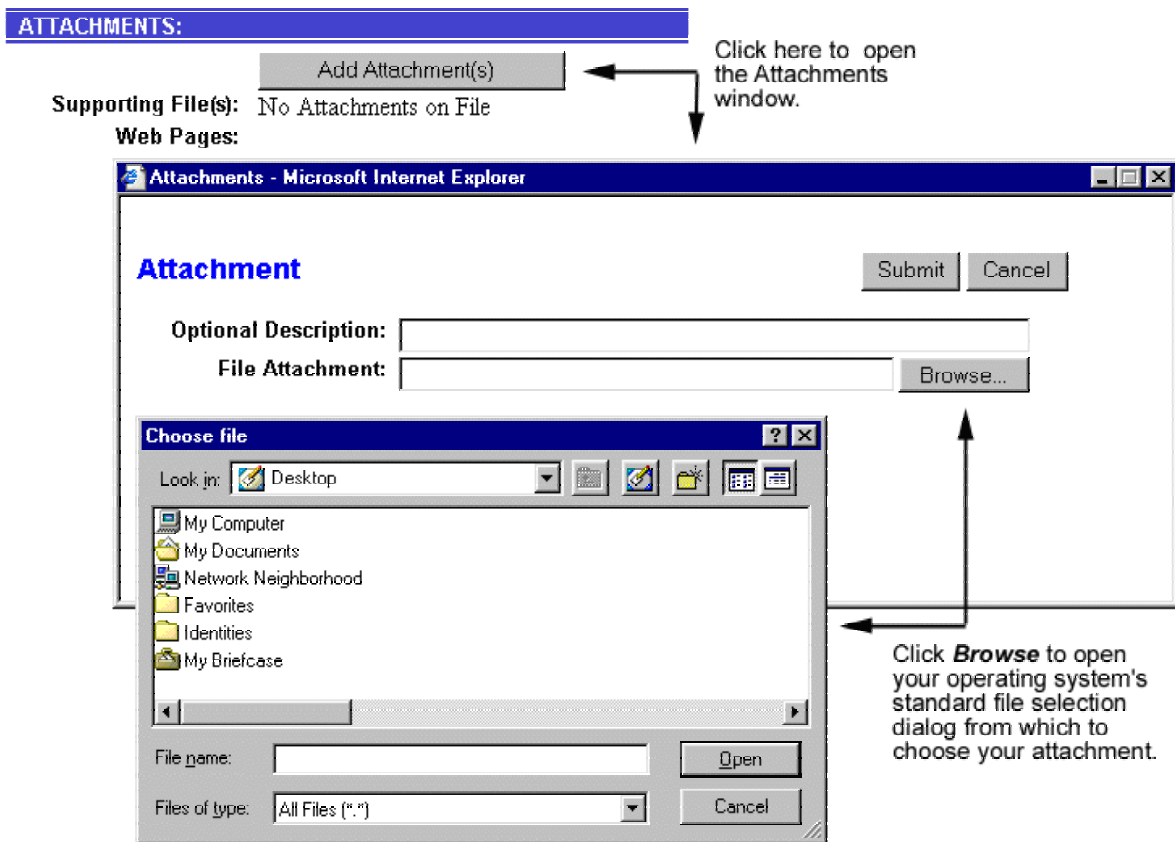 ATTACHMENTS:
Add Attachment(s)
Click here to open
the Attachments
window.
Supporting File(s): No Attachments on File
Web Pages:
Attachments - Microsoft Internet Explorer
Attachment
Submit
Cancel
Optional Description:
File Attachment:
Browse...
Choose file
Look in: Desktop
My Computer
My Documents
Network Neighborhood
Favorites
Identities
My Briefcase
File name:
Open
Files of type: All Files (*.*)
Cancel
Click Browse to open
your operating system's
standard file selection
dialog from which to
choose your attachment.